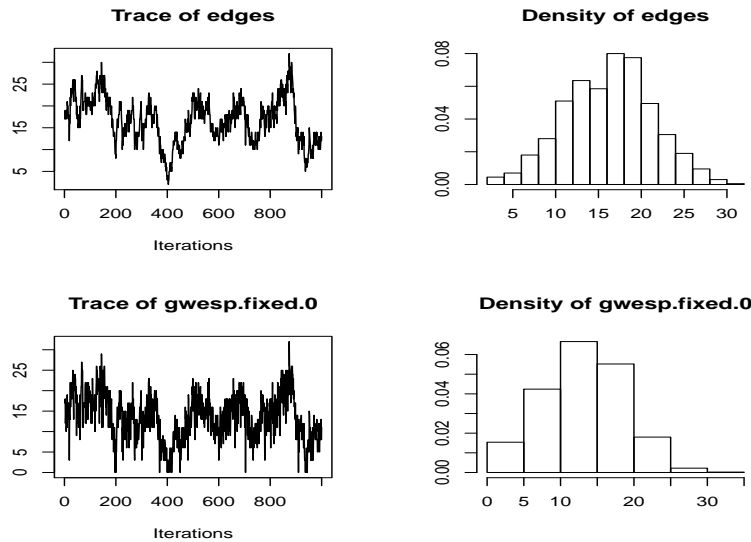 Trace of edges
5 15 25
0 200 400 600 800
Iterations
Density of edges
0.00 0.04 0.08
5 10 15 20 25 30
Trace of gwesp.fixed.0
0 5 15 25
0 200 400 600 800
Iterations
Density of gwesp.fixed.0
0.00 0.02 0.04 0.06
0 5 10 20 30